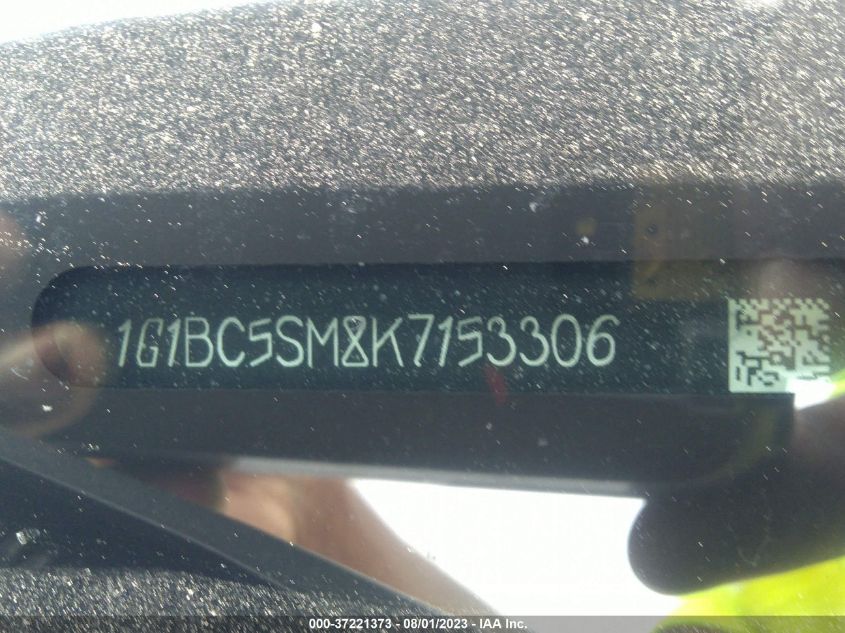 1G1BC5SM8K7153306
000-37221373 - 08/01/2023 - IAA Inc.